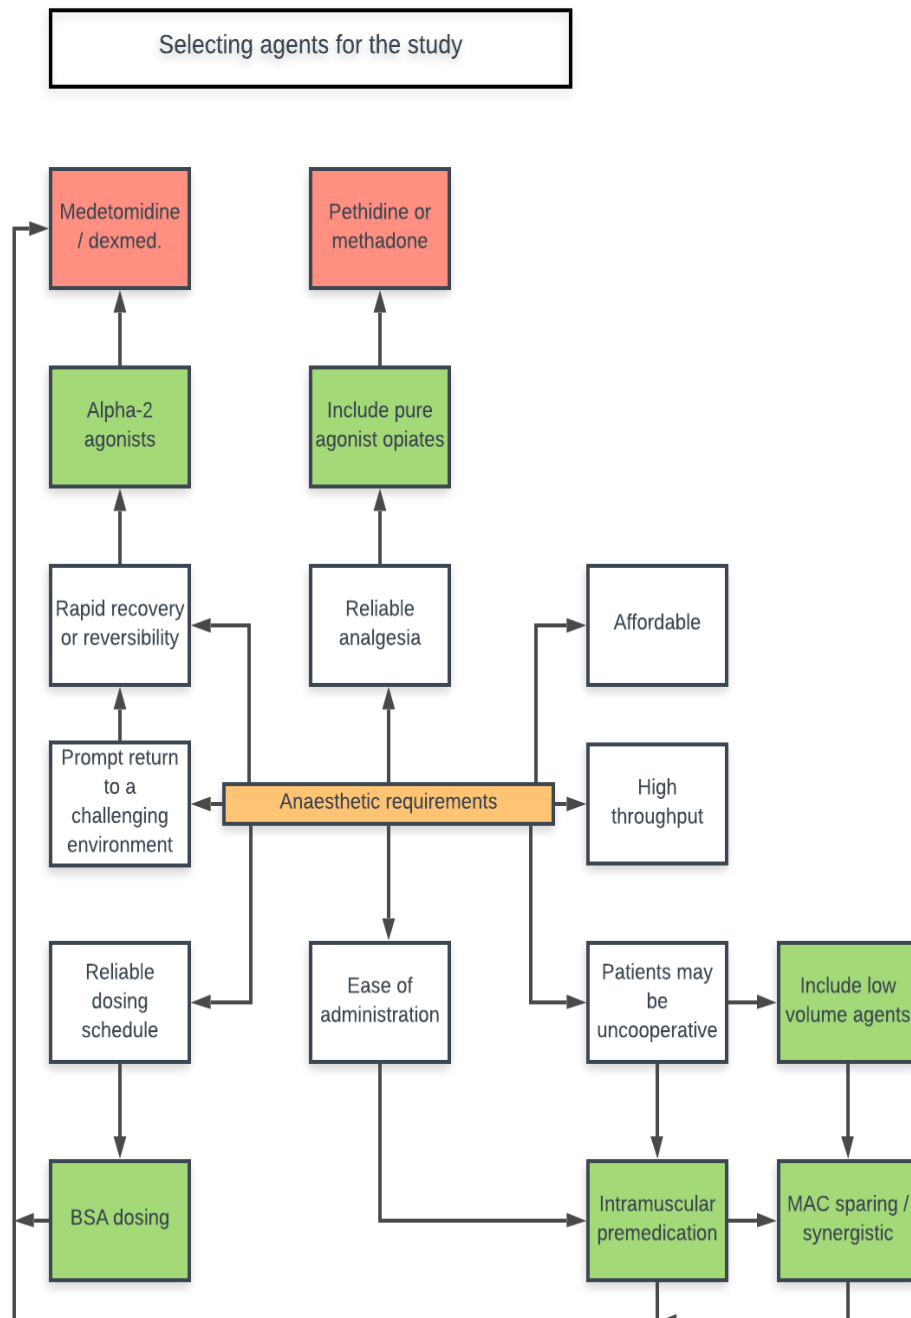 Selecting agents for the study
Medetomidine
/ dexmed.
Pethidine or
methadone
Alpha-2
agonists
Include pure
agonist opiates
Rapid recovery
or reversibility
Reliable
analgesia
Affordable
Prompt return
to a
challenging
environment
Anaesthetic requirements
High
throughput
Reliable
dosing
schedule
Ease of
administration
Patients may
be
uncooperative
Include low
volume agents
BSA dosing
Intramuscular
premedication
MAC sparing /
synergistic